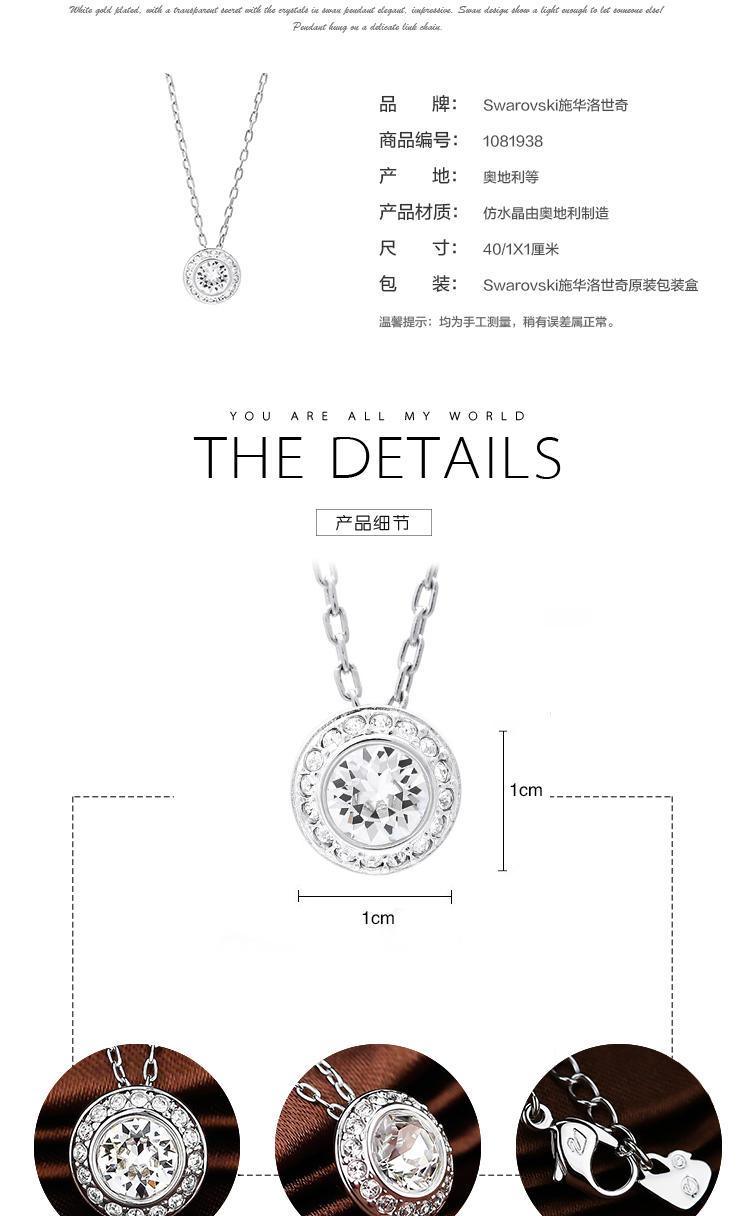 White gold plated, with a transparent secret with the crystals in swan pendant elegant, impressive. Swan design show a light enough to let someone else!
Pendant hung on a delicate link chain.
品 牌： Swarovski施华洛世奇
商品编号： 1081938
产 地： 奥地利等
产品材质： 仿水晶由奥地利制造
尺 寸： 40/1X1厘米
包 装： Swarovski施华洛世奇原装包装盒
温馨提示：均为手工测量，稍有误差属正常。
YOU ARE ALL MY WORLD
THE DETAILS
产品细节
1cm
1cm